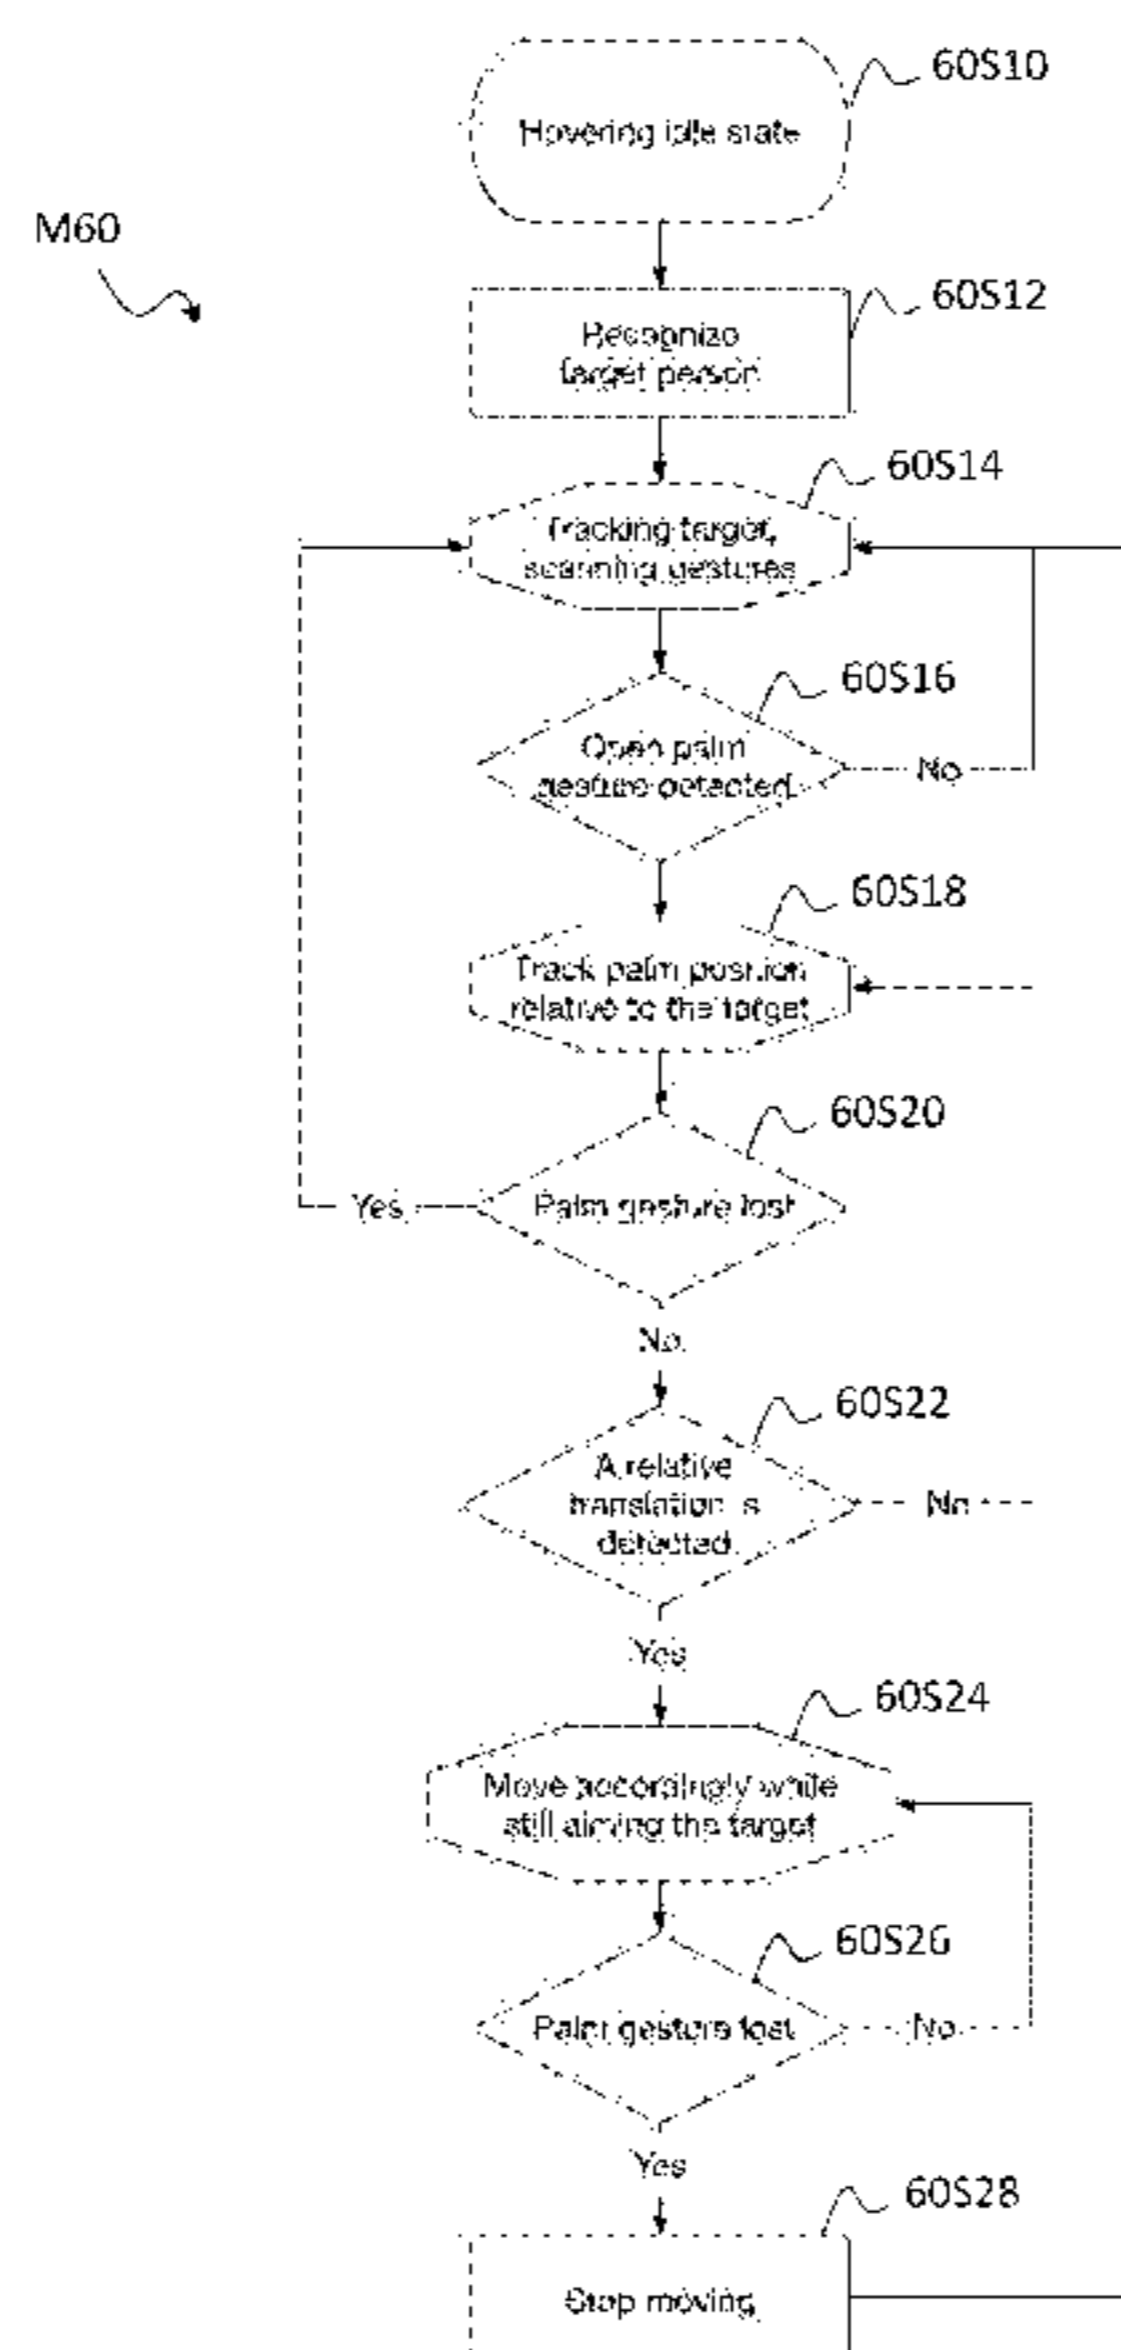 60S10
Hovering idle state
M60
60S12
Recognize
target person
60S14
Tracking target,
scanning gestures
60S16
Open palm
gesture detected
No
60S18
Track palm position
relative to the target
60S20
Palm gesture lost
Yes
No
60S22
A relative
translation is
detected
No
Yes
60S24
Move accordingly while
still aiming the target
60S26
Palm gesture lost
No
Yes
60S28
Stop moving